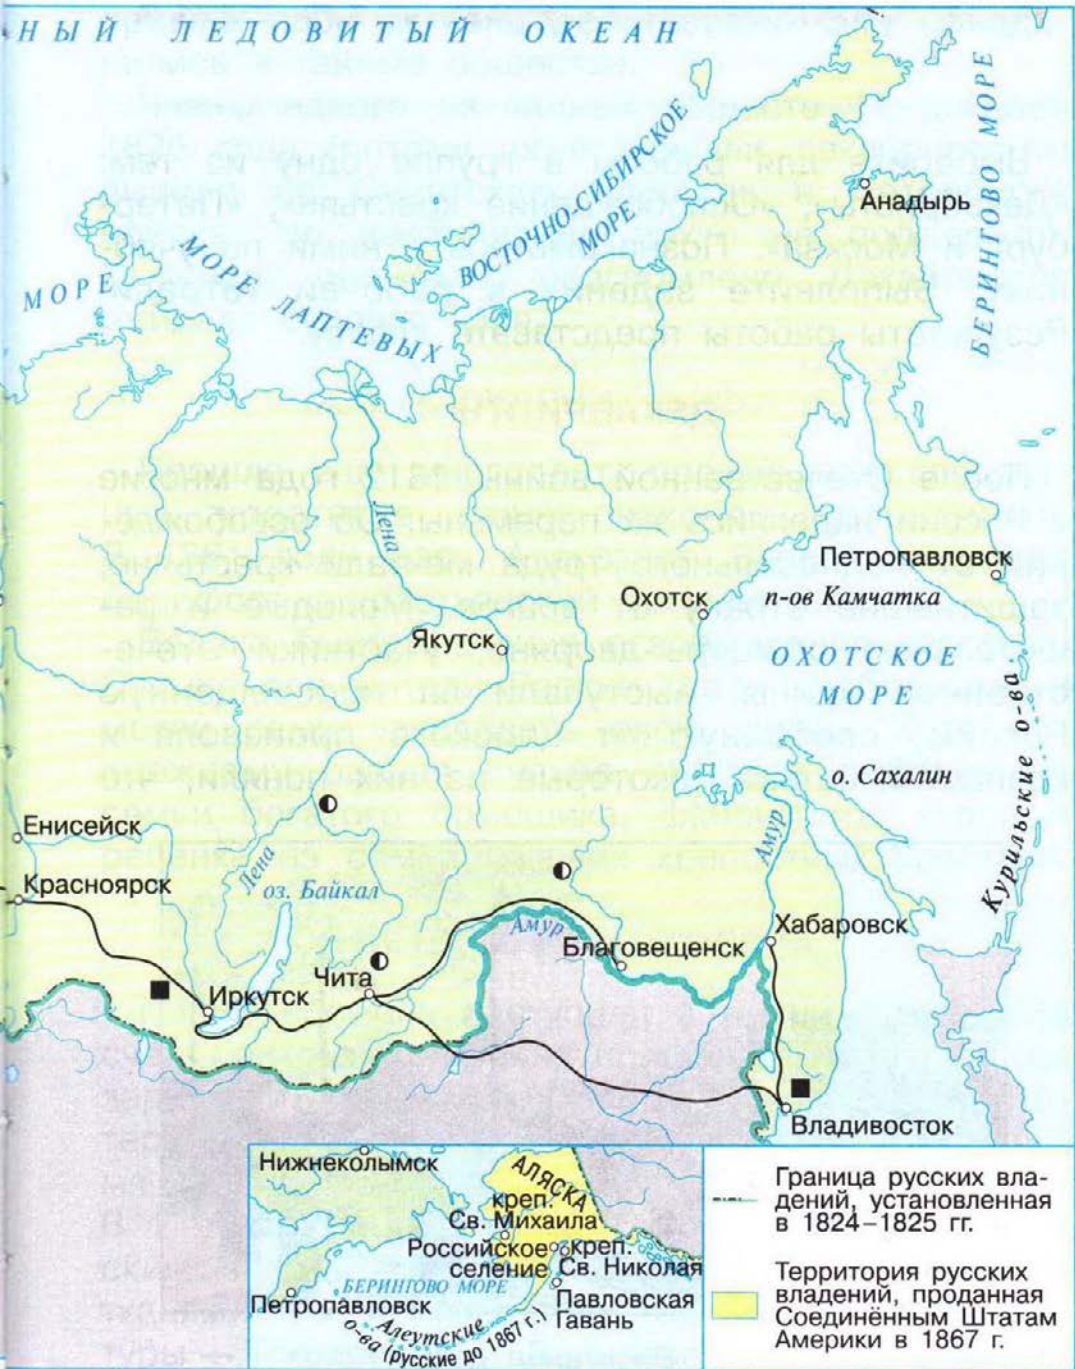 НЫЙ ЛЕДОВИТЫЙ ОКЕАН
БЕРИНГОВО МОРЕ
ВОСТОЧНО-СИБИРСКОЕ
МОРЕ
Анадырь
МОРЕ
МОРЕ ЛАПТЕВЫХ
Лена
Петропавловск
п-ов Камчатка
Охотск
Якутск
ОХОТСКОЕ
МОРЕ
Курильские о-ва
о. Сахалин
Амур
Енисейск
Лена
оз. Байкал
Красноярск
Амур
Хабаровск
Благовещенск
Чита
Иркутск
Владивосток
Нижнеколымск
АЛЯСКА
креп.
Св. Михаила
Российское
селение
креп.
Св. Николая
БЕРИНГОВО МОРЕ
Петропавловск
Павловская
Гавань
Алеутские
о-ва (русские до 1867 г.)
Граница русских вла-
дений, установленная
в 1824–1825 гг.
Территория русских
владений, проданная
Соединённым Штатам
Америки в 1867 г.